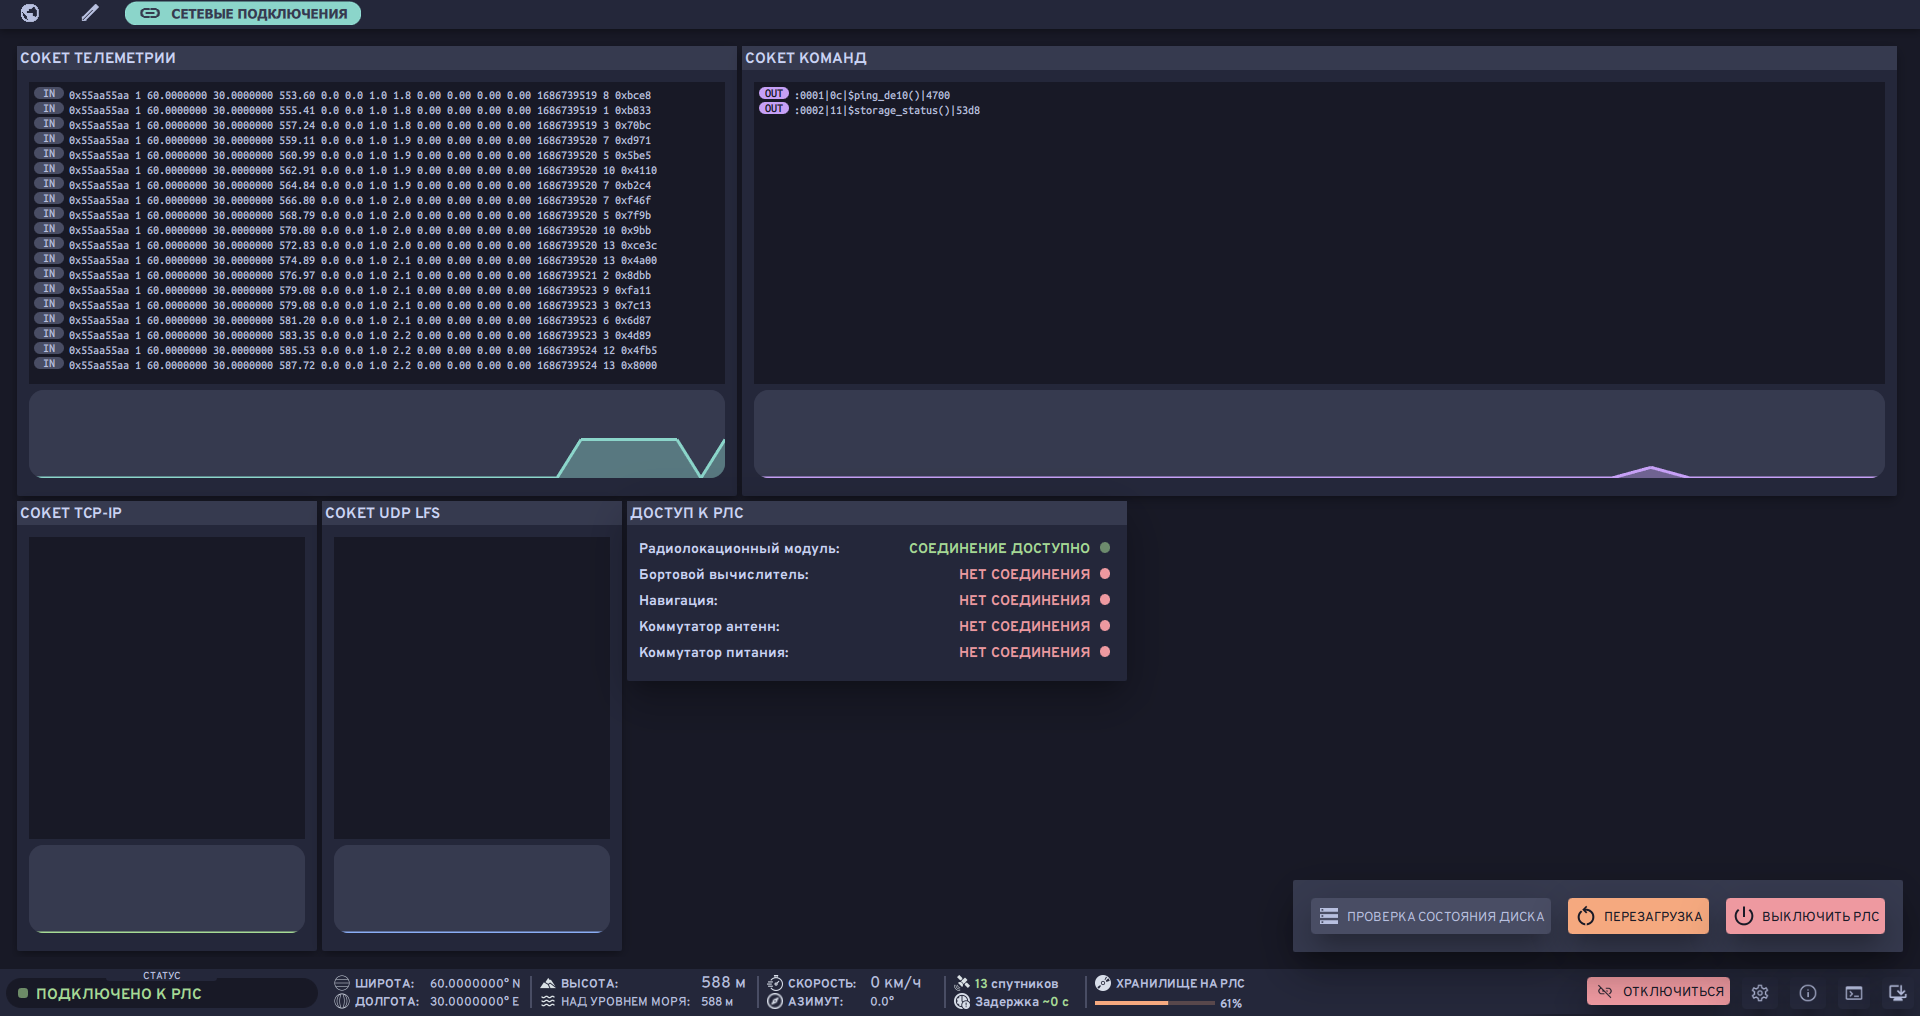 СЕТЕВЫЕ ПОДКЛЮЧЕНИЯ
СОКЕТ ТЕЛЕМЕТРИИ
IN 0x55aa55aa 1 60.0000000 30.0000000 553.60 0.0 0.0 1.0 1.8 0.00 0.00 0.00 0.00 1686739519 8 0xbce8
IN 0x55aa55aa 1 60.0000000 30.0000000 555.41 0.0 0.0 1.0 1.8 0.00 0.00 0.00 0.00 1686739519 1 0xb833
IN 0x55aa55aa 1 60.0000000 30.0000000 557.24 0.0 0.0 1.0 1.8 0.00 0.00 0.00 0.00 1686739519 3 0x70bc
IN 0x55aa55aa 1 60.0000000 30.0000000 559.11 0.0 0.0 1.0 1.9 0.00 0.00 0.00 0.00 1686739520 7 0xd971
IN 0x55aa55aa 1 60.0000000 30.0000000 560.99 0.0 0.0 1.0 1.9 0.00 0.00 0.00 0.00 1686739520 5 0x5be5
IN 0x55aa55aa 1 60.0000000 30.0000000 562.91 0.0 0.0 1.0 1.9 0.00 0.00 0.00 0.00 1686739520 10 0x4110
IN 0x55aa55aa 1 60.0000000 30.0000000 564.84 0.0 0.0 1.0 1.9 0.00 0.00 0.00 0.00 1686739520 7 0xb2c4
IN 0x55aa55aa 1 60.0000000 30.0000000 566.80 0.0 0.0 1.0 2.0 0.00 0.00 0.00 0.00 1686739520 7 0xf46f
IN 0x55aa55aa 1 60.0000000 30.0000000 568.79 0.0 0.0 1.0 2.0 0.00 0.00 0.00 0.00 1686739520 5 0x7f9b
IN 0x55aa55aa 1 60.0000000 30.0000000 570.80 0.0 0.0 1.0 2.0 0.00 0.00 0.00 0.00 1686739520 10 0x9bb
IN 0x55aa55aa 1 60.0000000 30.0000000 572.83 0.0 0.0 1.0 2.0 0.00 0.00 0.00 0.00 1686739520 13 0xce3c
IN 0x55aa55aa 1 60.0000000 30.0000000 574.89 0.0 0.0 1.0 2.1 0.00 0.00 0.00 0.00 1686739520 13 0x4a00
IN 0x55aa55aa 1 60.0000000 30.0000000 576.97 0.0 0.0 1.0 2.1 0.00 0.00 0.00 0.00 1686739521 2 0x8dbb
IN 0x55aa55aa 1 60.0000000 30.0000000 579.08 0.0 0.0 1.0 2.1 0.00 0.00 0.00 0.00 1686739523 9 0xfa11
IN 0x55aa55aa 1 60.0000000 30.0000000 579.08 0.0 0.0 1.0 2.1 0.00 0.00 0.00 0.00 1686739523 3 0x7c13
IN 0x55aa55aa 1 60.0000000 30.0000000 581.20 0.0 0.0 1.0 2.1 0.00 0.00 0.00 0.00 1686739523 6 0x6d87
IN 0x55aa55aa 1 60.0000000 30.0000000 583.35 0.0 0.0 1.0 2.2 0.00 0.00 0.00 0.00 1686739523 3 0x4d89
IN 0x55aa55aa 1 60.0000000 30.0000000 585.53 0.0 0.0 1.0 2.2 0.00 0.00 0.00 0.00 1686739524 12 0x4fb5
IN 0x55aa55aa 1 60.0000000 30.0000000 587.72 0.0 0.0 1.0 2.2 0.00 0.00 0.00 0.00 1686739524 13 0x8000
СОКЕТ КОМАНД
OUT :0001|0c|$ping_de10()|4700
OUT :0002|11|$storage_status()|53d8
СОКЕТ TCP-IP
СОКЕТ UDP LFS
ДОСТУП К РЛС
Радиолокационный модуль: СОЕДИНЕНИЕ ДОСТУПНО
Бортовой вычислитель: НЕТ СОЕДИНЕНИЯ
Навигация: НЕТ СОЕДИНЕНИЯ
Коммутатор антенн: НЕТ СОЕДИНЕНИЯ
Коммутатор питания: НЕТ СОЕДИНЕНИЯ
ПРОВЕРКА СОСТОЯНИЯ ДИСКА
ПЕРЕЗАГРУЗКА
ВЫКЛЮЧИТЬ РЛС
СТАТУС
ПОДКЛЮЧЕНО К РЛС
ШИРОТА: 60.0000000° N
ДОЛГОТА: 30.0000000° E
ВЫСОТА: 588 м
НАД УРОВНЕМ МОРЯ: 588 м
СКОРОСТЬ: 0 км/ч
АЗИМУТ: 0.0°
13 спутников
Задержка ~0 с
ХРАНИЛИЩЕ НА РЛС
61%
ОТКЛЮЧИТЬСЯ